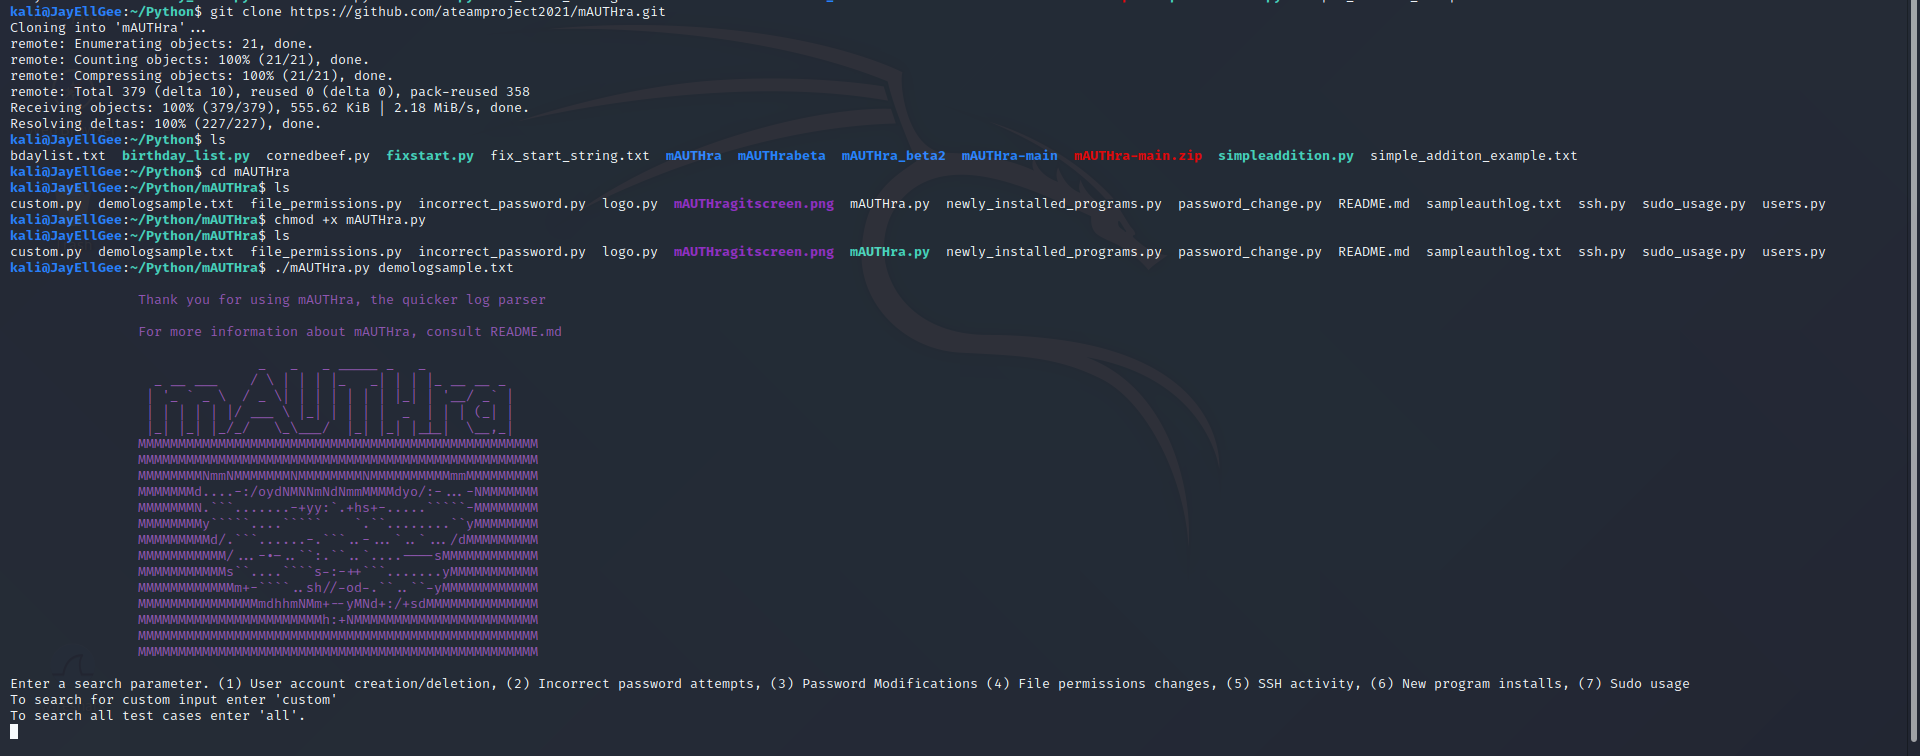 kali@JayEllGee:~/Python$ git clone https://github.com/ateamproject2021/mAUTHra.git
Cloning into 'mAUTHra'...
remote: Enumerating objects: 21, done.
remote: Counting objects: 100% (21/21), done.
remote: Compressing objects: 100% (21/21), done.
remote: Total 379 (delta 10), reused 0 (delta 0), pack-reused 358
Receiving objects: 100% (379/379), 555.62 KiB | 2.18 MiB/s, done.
Resolving deltas: 100% (227/227), done.
kali@JayEllGee:~/Python$ ls
bdaylist.txt  birthday_list.py  cornedbeef.py  fixstart.py  fix_start_string.txt  mAUTHra  mAUTHrabeta  mAUTHra_beta2  mAUTHra-main  mAUTHra-main.zip  simpleaddition.py  simple_additon_example.txt
kali@JayEllGee:~/Python$ cd mAUTHra
kali@JayEllGee:~/Python/mAUTHra$ ls
custom.py  demologsample.txt  file_permissions.py  incorrect_password.py  logo.py  mAUTHragitscreen.png  mAUTHra.py  newly_installed_programs.py  password_change.py  README.md  sampleauthlog.txt  ssh.py  sudo_usage.py  users.py
kali@JayEllGee:~/Python/mAUTHra$ chmod +x mAUTHra.py
kali@JayEllGee:~/Python/mAUTHra$ ls
custom.py  demologsample.txt  file_permissions.py  incorrect_password.py  logo.py  mAUTHragitscreen.png  mAUTHra.py  newly_installed_programs.py  password_change.py  README.md  sampleauthlog.txt  ssh.py  sudo_usage.py  users.py
kali@JayEllGee:~/Python/mAUTHra$ ./mAUTHra.py demologsample.txt
Thank you for using mAUTHra, the quicker log parser
For more information about mAUTHra, consult README.md
mAUTHra
Enter a search parameter. (1) User account creation/deletion, (2) Incorrect password attempts, (3) Password Modifications (4) File permissions changes, (5) SSH activity, (6) New program installs, (7) Sudo usage
To search for custom input enter 'custom'
To search all test cases enter 'all'.